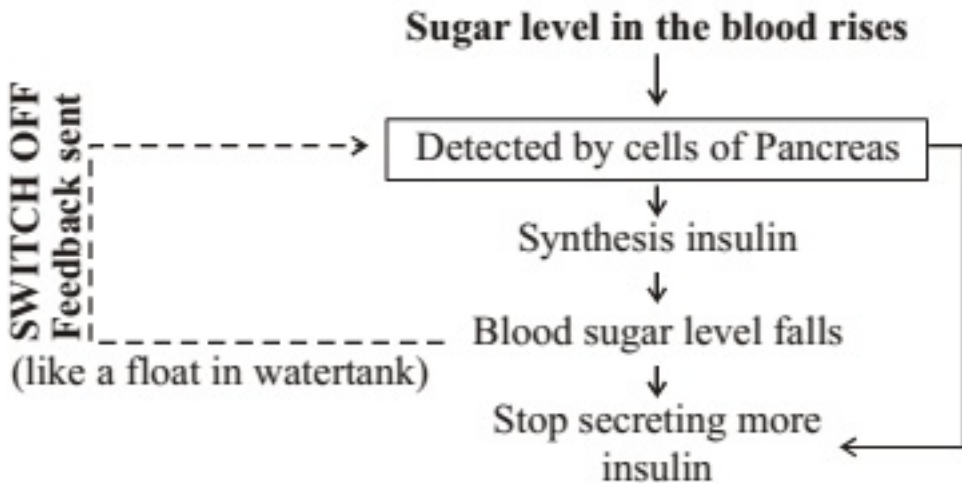 Sugar level in the blood rises
SWITCH OFF
Feedback sent
Detected by cells of Pancreas
Synthesis insulin
Blood sugar level falls
(like a float in watertank)
Stop secreting more
insulin